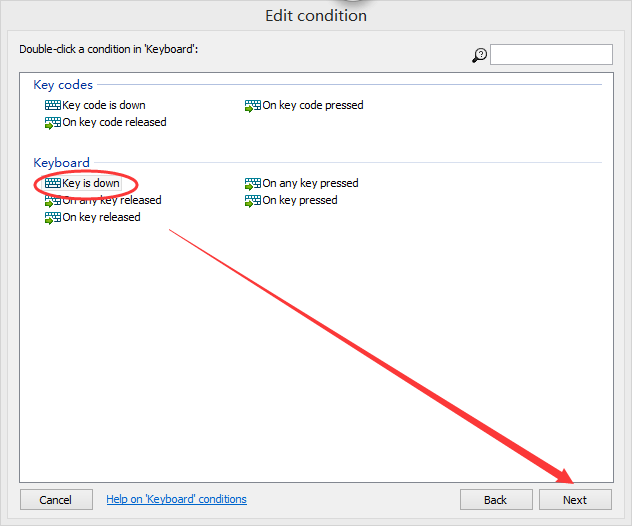 Edit condition
Double-click a condition in 'Keyboard':
Key codes
Key code is down
On key code pressed
On key code released
Keyboard
Key is down
On any key pressed
On any key released
On key pressed
On key released
Cancel
Help on 'Keyboard' conditions
Back
Next